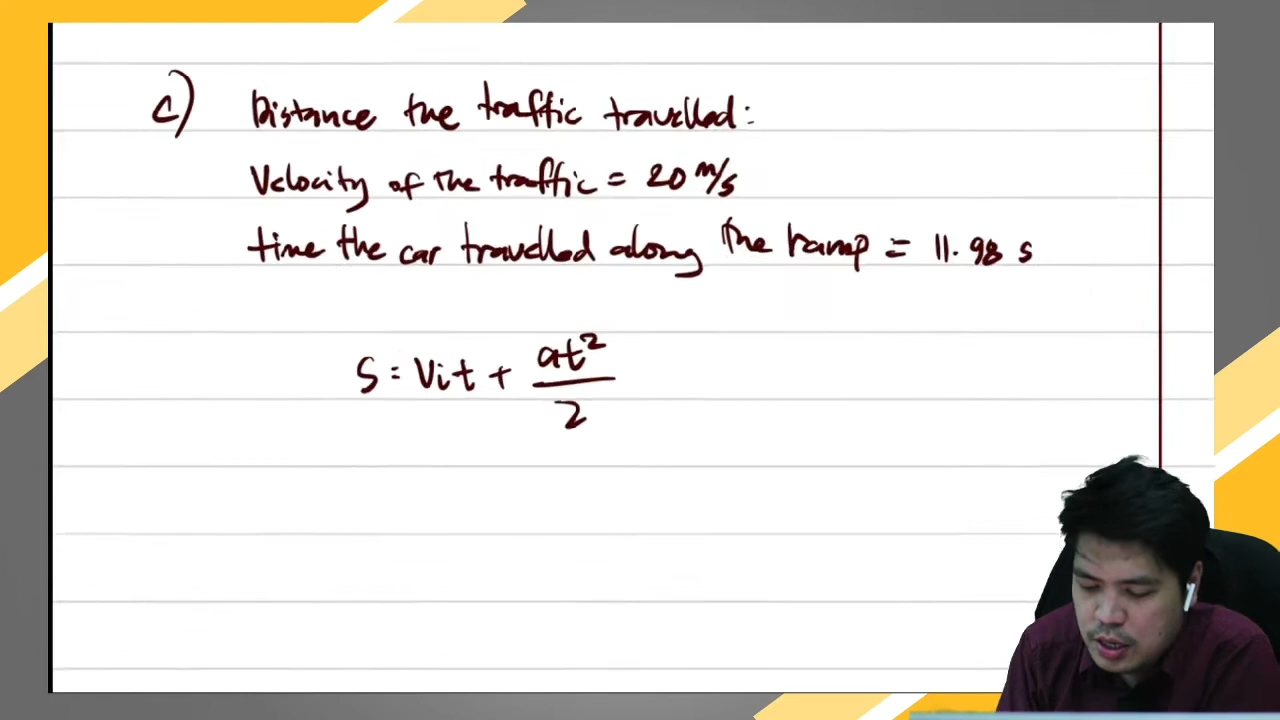 c) Distance the traffic travelled:
Velocity of the traffic = 20 m/s
time the car travelled along the ramp = 11.98 s
S = Vit + at²/2